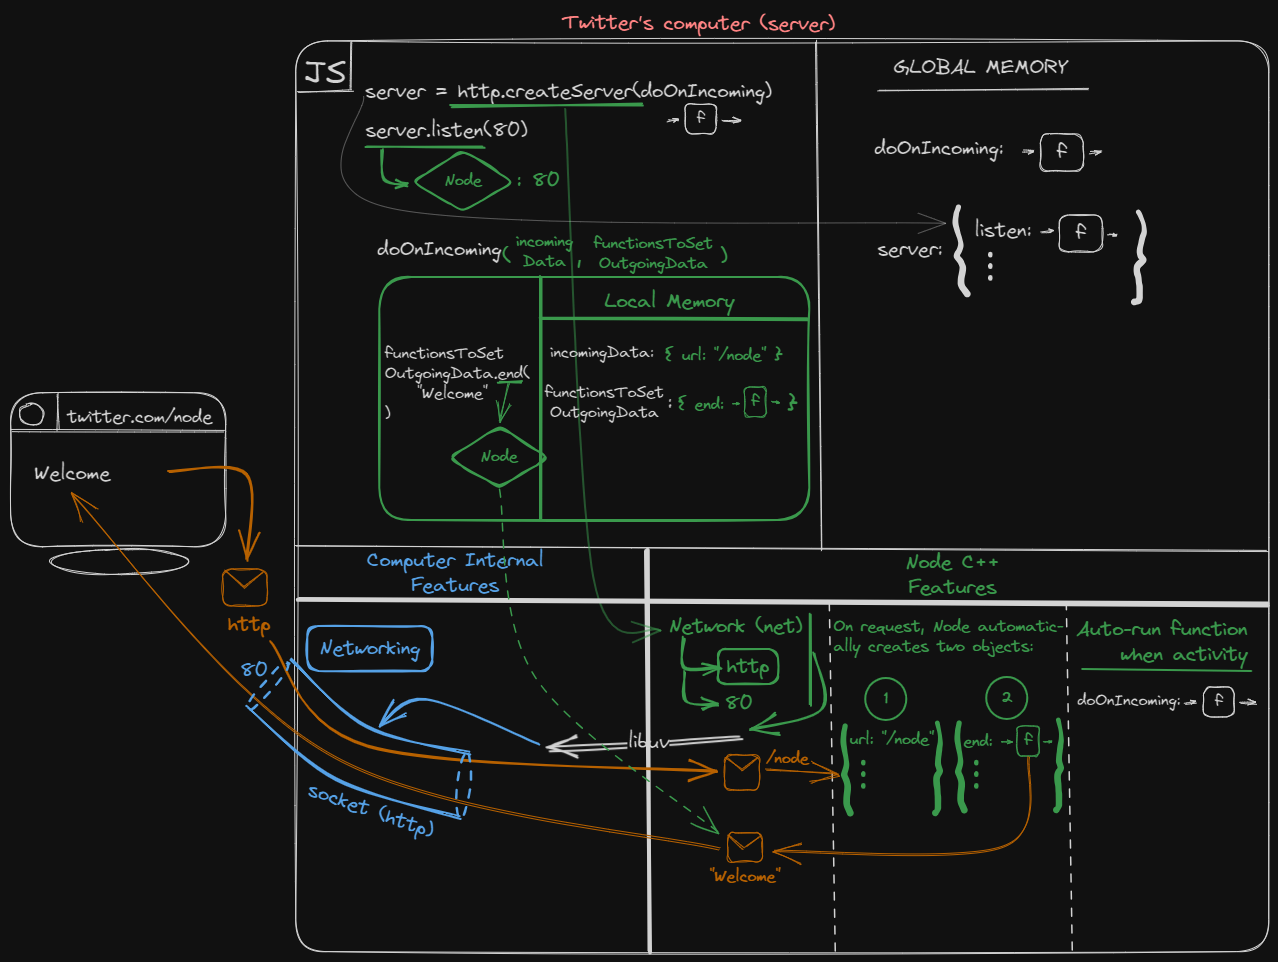 Twitter's computer (server)
JS
server = http.createServer(doOnIncoming)
f
server.listen(80)
Node : 80
GLOBAL MEMORY
doOnIncoming: f
server: listen: f
doOnIncoming(incoming Data, functionsToSet OutgoingData)
Local Memory
functionsToSet
OutgoingData.end(
"Welcome"
)
Node
incomingData: { url: "/node" }
functionsToSet
OutgoingData : { end: f }
twitter.com/node
Welcome
http
Computer Internal
Features
Networking
80
socket (http)
libuv
Node C++
Features
Network (net)
http
80
/node
"Welcome"
On request, Node automatic-
ally creates two objects:
1
2
url: "/node"
end: f
Auto-run function
when activity
doOnIncoming: f